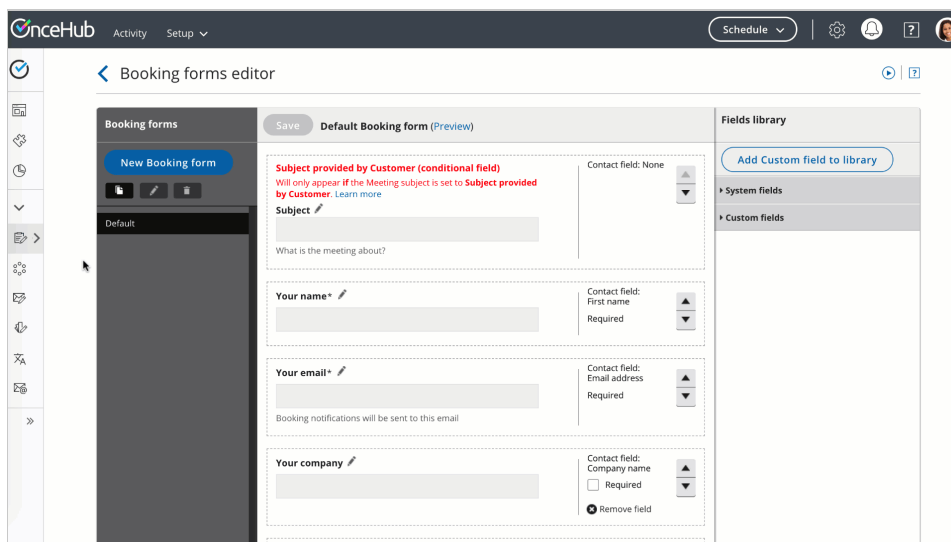 OnceHub
Activity
Setup
Schedule
Booking forms editor
Booking forms
New Booking form
Default
Save
Default Booking form (Preview)
Subject provided by Customer (conditional field)
Will only appear if the Meeting subject is set to Subject provided
by Customer. Learn more
Subject
What is the meeting about?
Contact field: None
Your name*
Contact field:
First name
Required
Your email*
Booking notifications will be sent to this email
Contact field:
Email address
Required
Your company
Contact field:
Company name
Required
Remove field
Fields library
Add Custom field to library
System fields
Custom fields